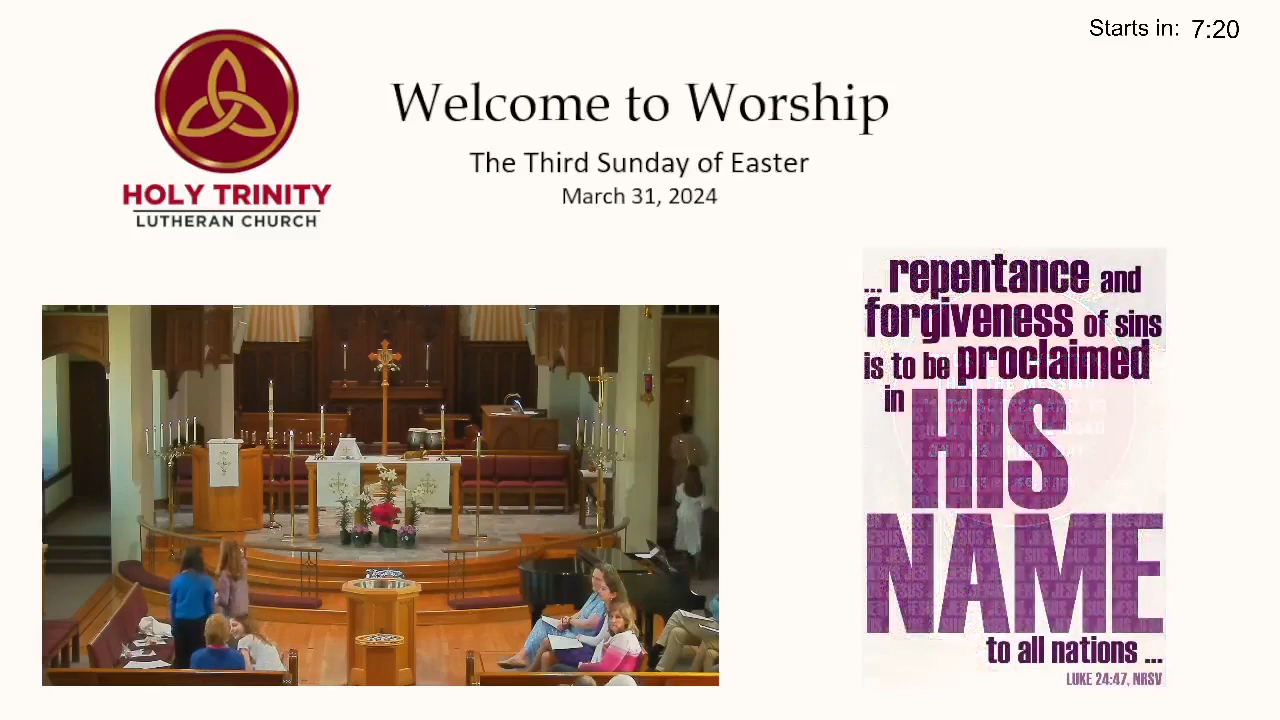 Starts in: 7:20
HOLY TRINITY
LUTHERAN CHURCH
Welcome to Worship
The Third Sunday of Easter
March 31, 2024
... repentance and
forgiveness of sins
is to be proclaimed
in HIS
NAME
to all nations ...
LUKE 24:47, NRSV